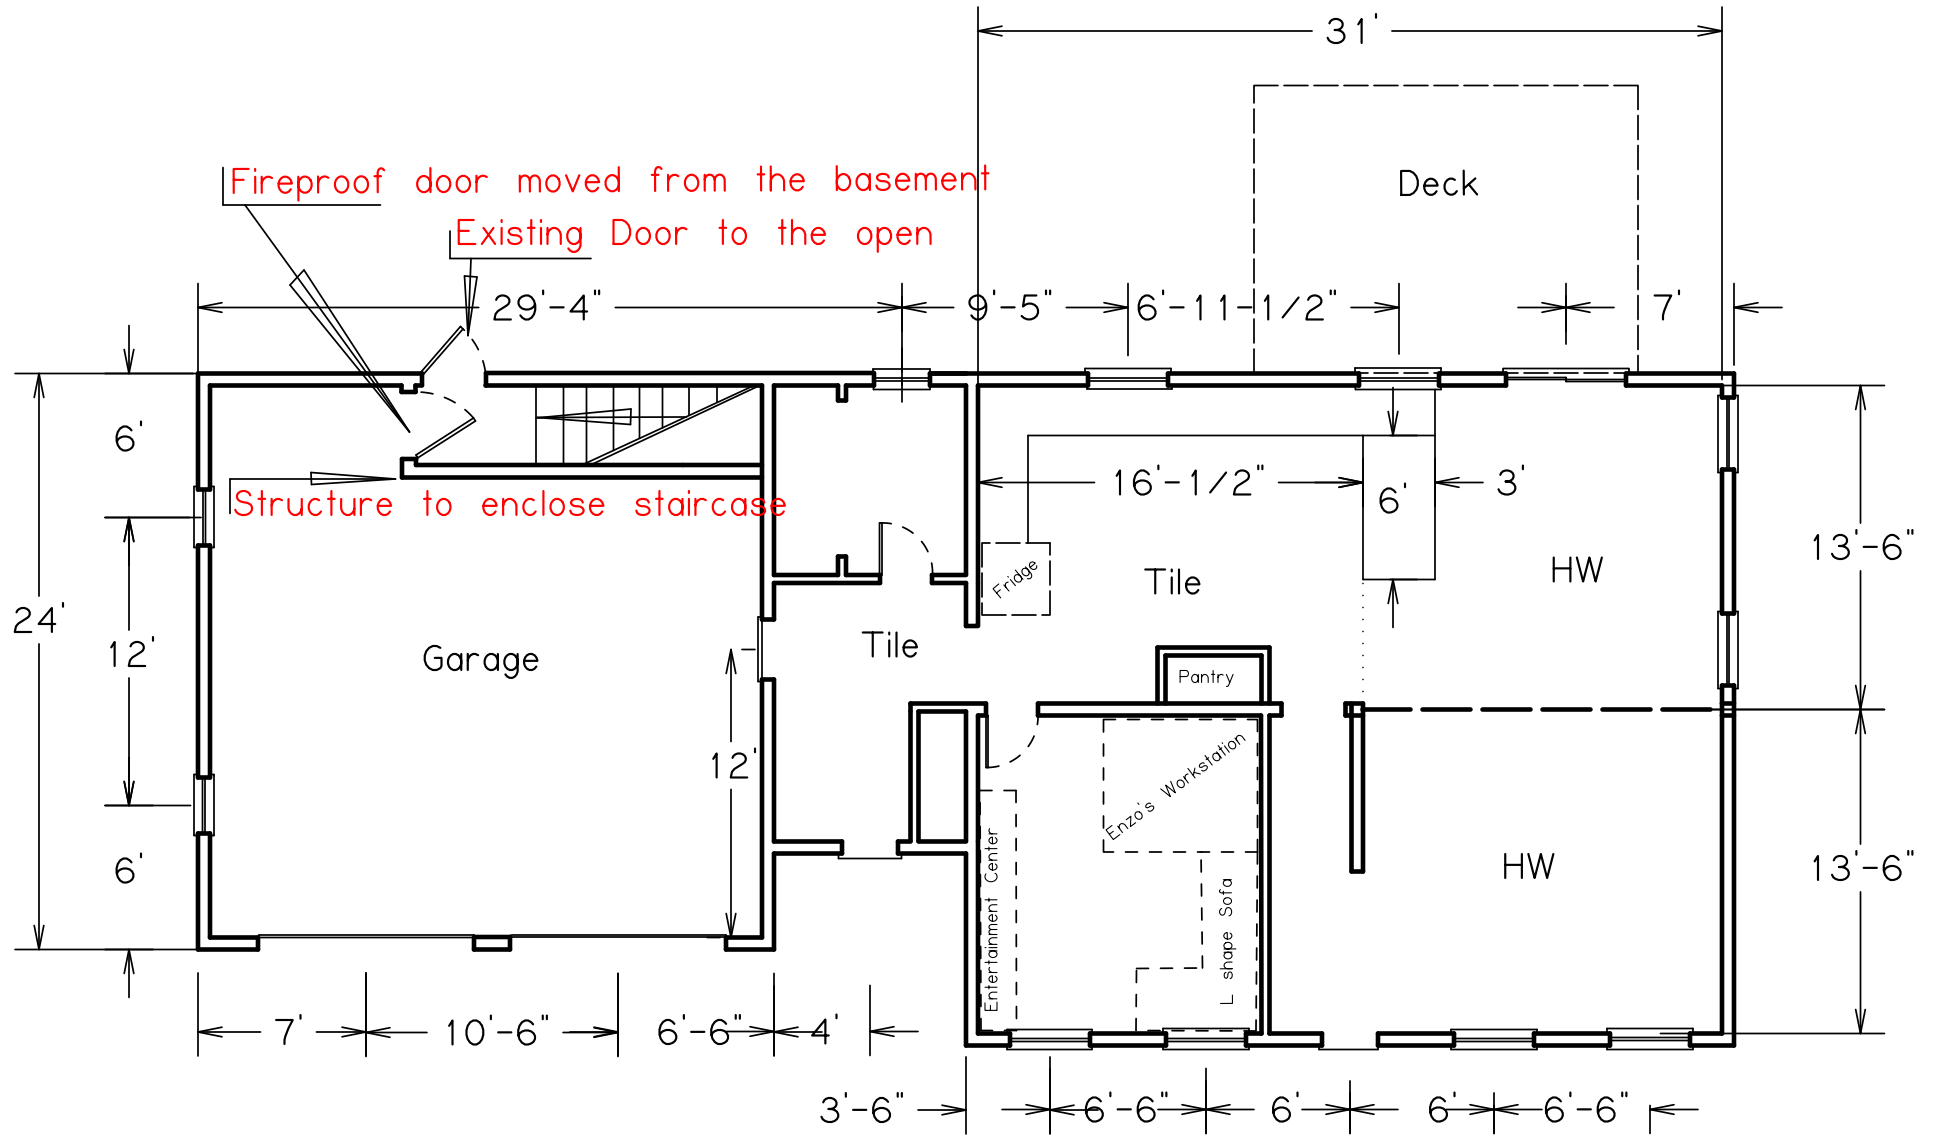 31'
Deck
Fireproof door moved from the basement
Existing Door to the open
29'-4"
9'-5"
6'-11-1/2"
7'
6'
16'-1/2"
6'
3'
Structure to enclose staircase
13'-6"
HW
Fridge
Tile
24'
12'
Garage
Tile
Pantry
12'
Enzo's Workstation
6'
Entertainment Center
L shape Sofa
HW
13'-6"
7'
10'-6"
6'-6"
4'
3'-6"
6'-6"
6'
6'
6'-6"